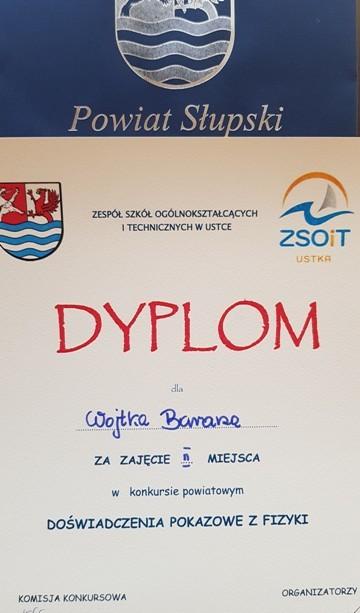 Powiat Słupski
ZESPÓŁ SZKÓŁ OGÓLNOKSZTAŁCĄCYCH
I TECHNICZNYCH W USTCE
ZSOiT
USTKA
DYPLOM
dla
Wojtka
ZA ZAJĘCIE II MIEJSCA
w konkursie powiatowym
DOŚWIADCZENIA POKAZOWE Z FIZYKI
KOMISJA KONKURSOWA
ORGANIZATORZY